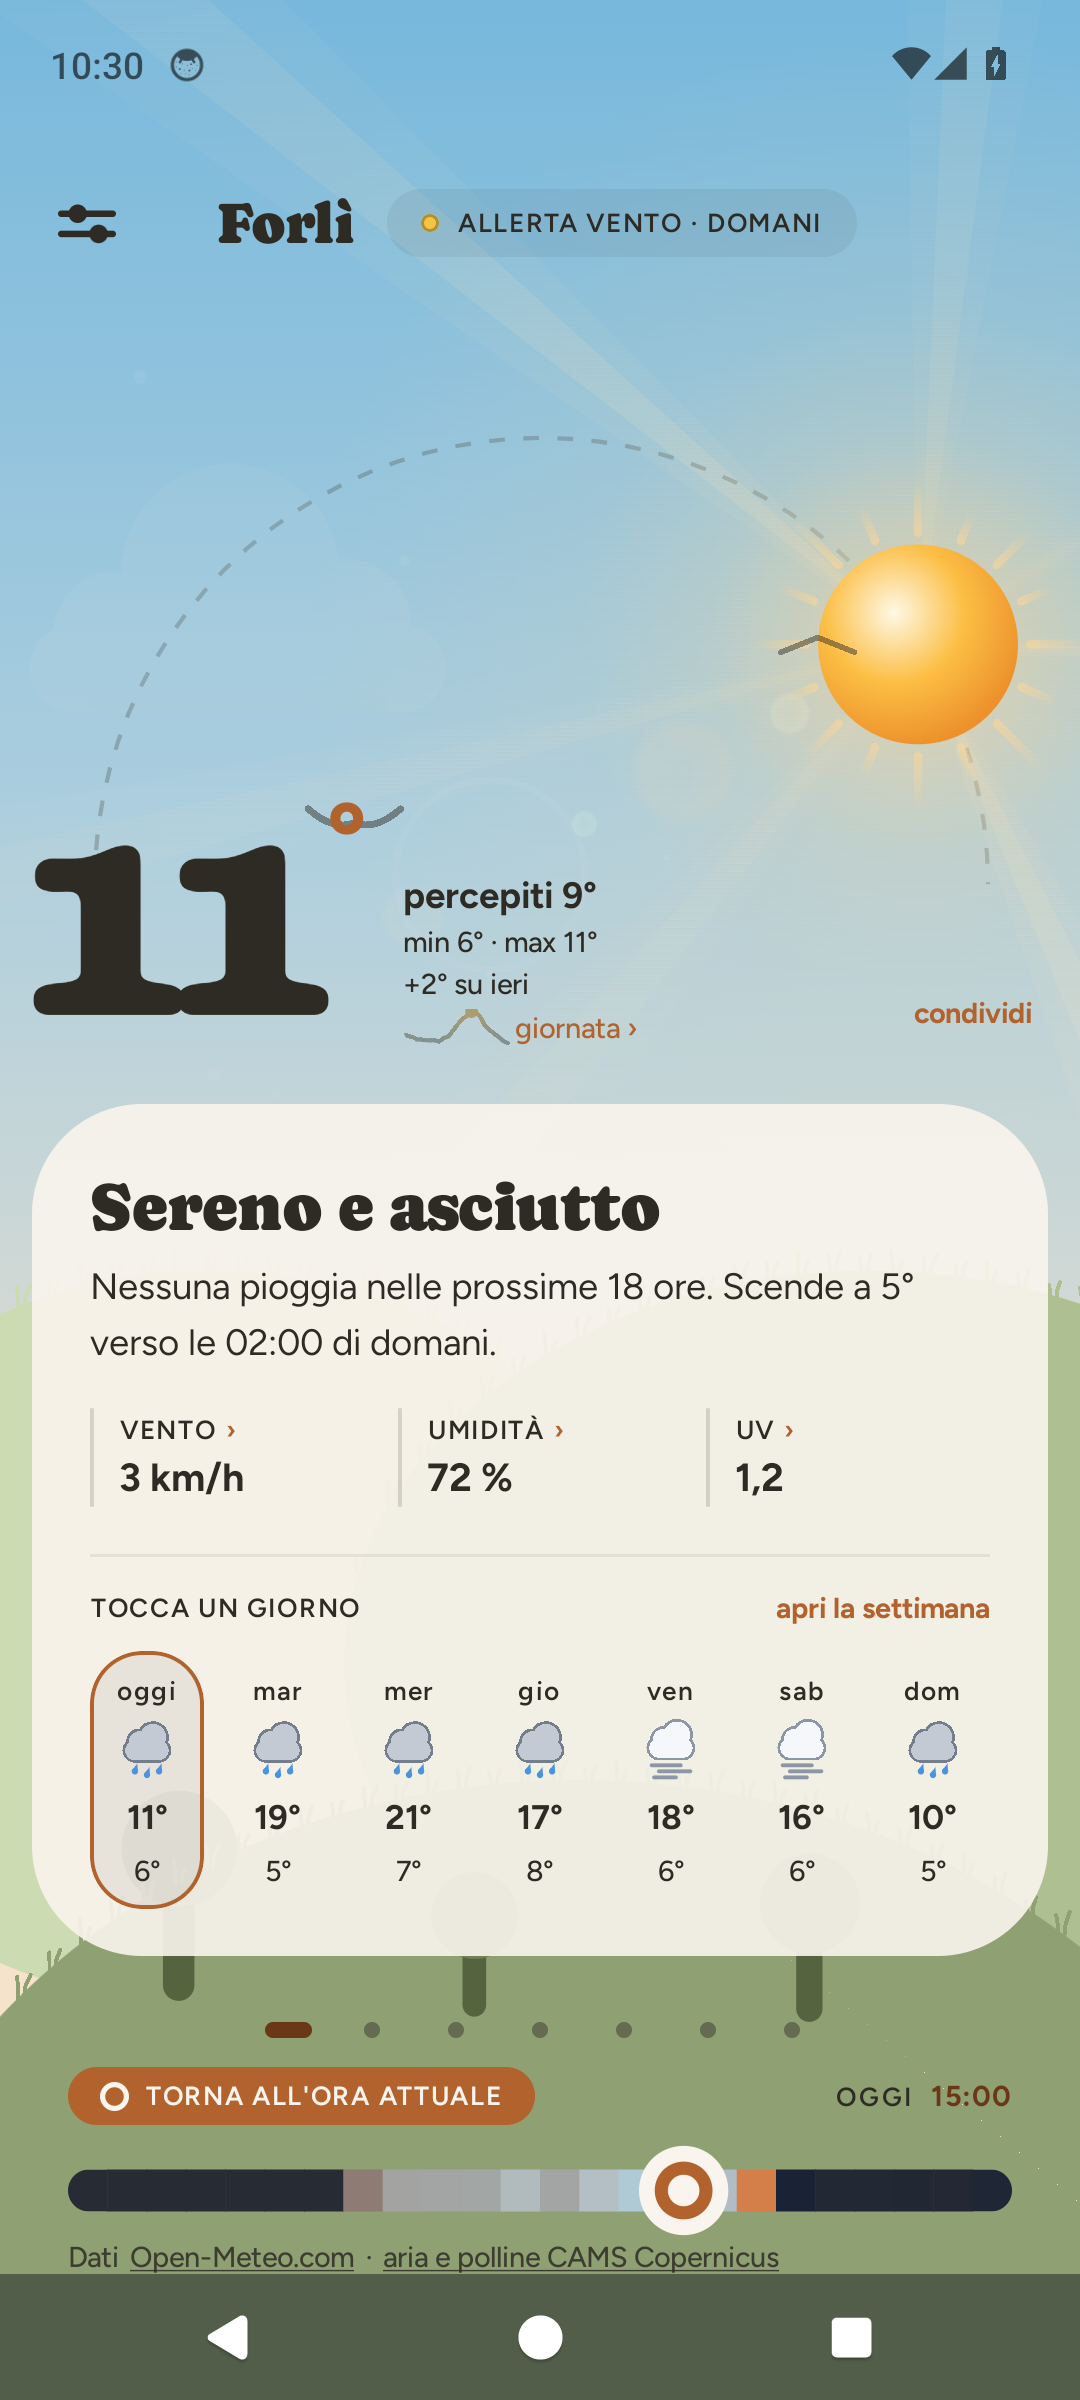 10:30
Forlì
ALLERTA VENTO · DOMANI
11
percepiti 9°
min 6° · max 11°
+2° su ieri
giornata ›
condividi
Sereno e asciutto
Nessuna pioggia nelle prossime 18 ore. Scende a 5°
verso le 02:00 di domani.
VENTO › UMIDITÀ › UV ›
3 km/h 72 % 1,2
TOCCA UN GIORNO apri la settimana
oggi mar mer gio ven sab dom
11° 19° 21° 17° 18° 16° 10°
6° 5° 7° 8° 6° 6° 5°
TORNA ALL'ORA ATTUALE OGGI 15:00
Dati Open-Meteo.com · aria e polline CAMS Copernicus